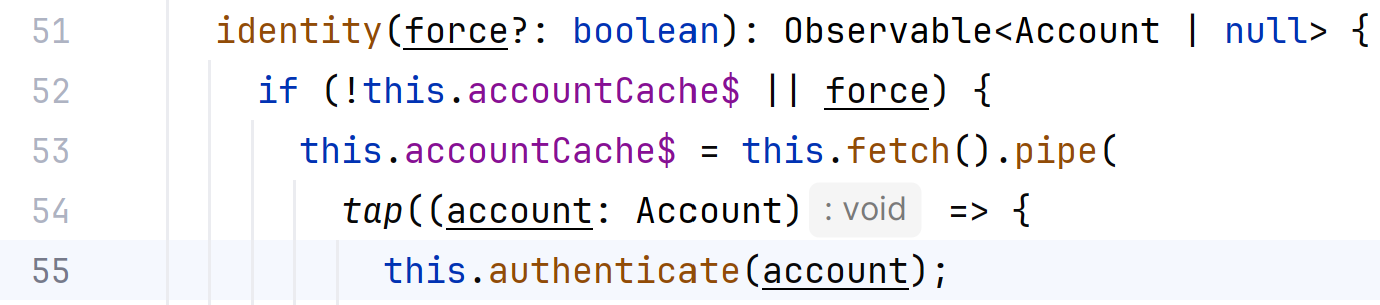 51 identity(force?: boolean): Observable<Account | null> {
52 if (!this.accountCache$ || force) {
53 this.accountCache$ = this.fetch().pipe(
54 tap((account: Account) : void => {
55 this.authenticate(account);